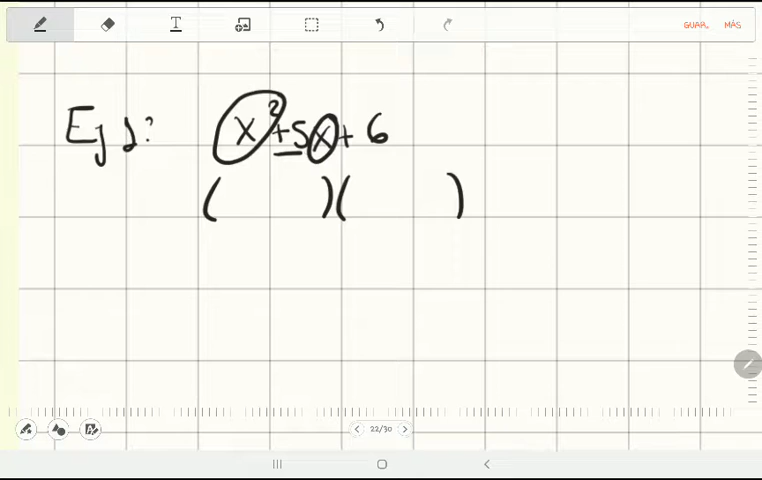 GUAR. MÁS
Ej 1: x² + 5x + 6
( )( )
22/30